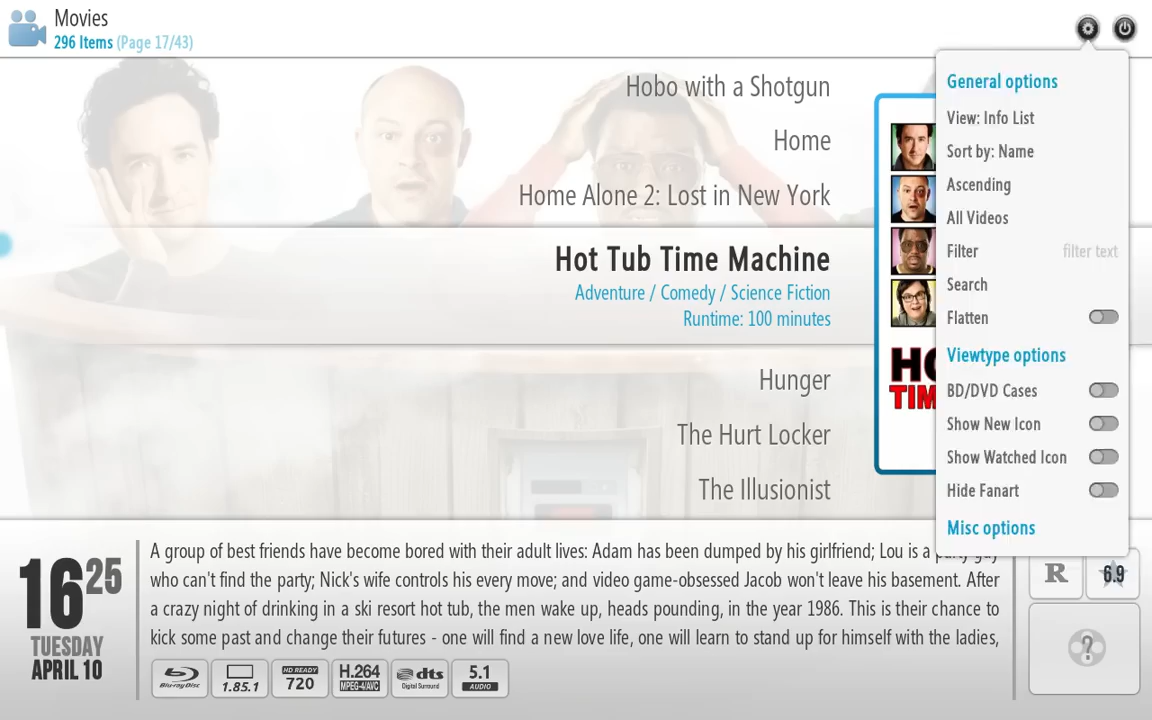 Movies
296 Items (Page 17/43)
Hobo with a Shotgun
Home
Home Alone 2: Lost in New York
Hot Tub Time Machine
Adventure / Comedy / Science Fiction
Runtime: 100 minutes
Hunger
The Hurt Locker
The Illusionist
HO
TIM
General options
View: Info List
Sort by: Name
Ascending
All Videos
Filter filter text
Search
Flatten
Viewtype options
BD/DVD Cases
Show New Icon
Show Watched Icon
Hide Fanart
Misc options
16 25
TUESDAY
APRIL 10
A group of best friends have become bored with their adult lives: Adam has been dumped by his girlfriend; Lou is a party guy
who can't find the party; Nick's wife controls his every move; and video game-obsessed Jacob won't leave his basement. After
a crazy night of drinking in a ski resort hot tub, the men wake up, heads pounding, in the year 1986. This is their chance to
kick some past and change their futures - one will find a new love life, one will learn to stand up for himself with the ladies,
Blu-ray Disc
1.85.1
HD READY
720
H.264
MPEG-4/AVC
dts
Digital Surround
5.1
AUDIO
R
6.9
?